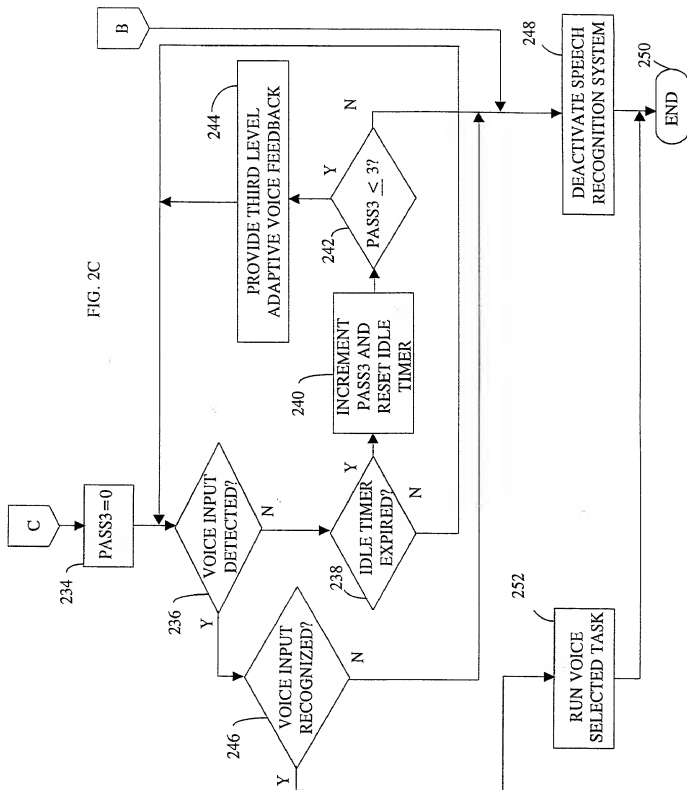 FIG. 2C
C
234
PASS3=0
236
VOICE INPUT
DETECTED?
Y
N
246
VOICE INPUT
RECOGNIZED?
Y
N
238
IDLE TIMER
EXPIRED?
Y
N
240
INCREMENT
PASS3 AND
RESET IDLE
TIMER
242
PASS3 ≤ 3?
Y
N
244
PROVIDE THIRD LEVEL
ADAPTIVE VOICE FEEDBACK
B
248
DEACTIVATE SPEECH
RECOGNITION SYSTEM
250
END
252
RUN VOICE
SELECTED TASK